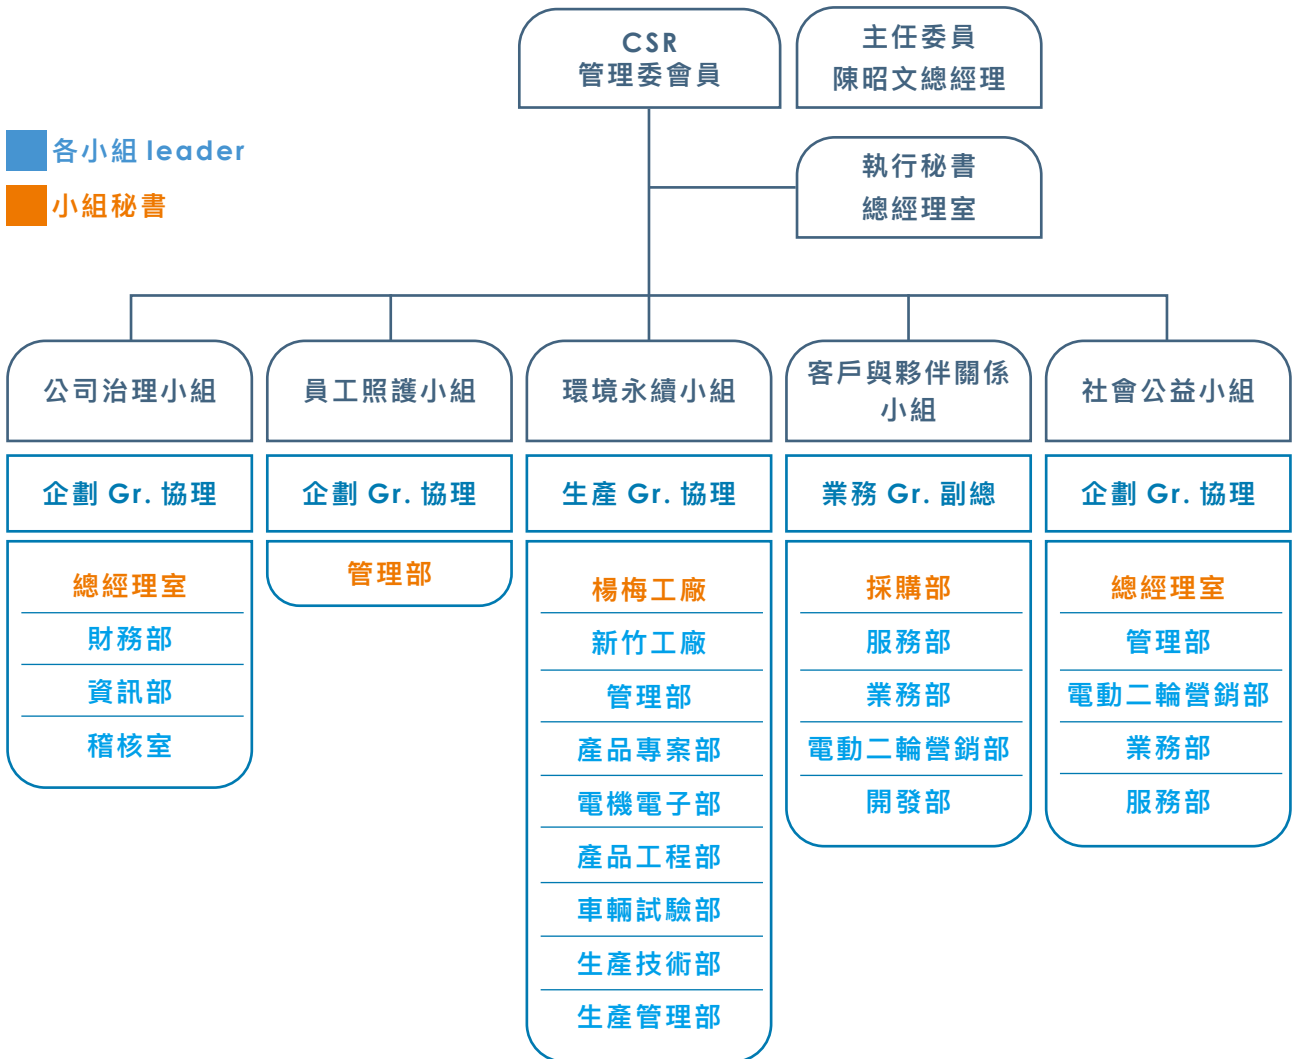 CSR
管理委會員
主任委員
陳昭文總經理
各小組 leader
小組秘書
執行秘書
總經理室
公司治理小組
企劃 Gr. 協理
總經理室
財務部
資訊部
稽核室
員工照護小組
企劃 Gr. 協理
管理部
環境永續小組
生產 Gr. 協理
楊梅工廠
新竹工廠
管理部
產品專案部
電機電子部
產品工程部
車輛試驗部
生產技術部
生產管理部
客戶與夥伴關係
小組
業務 Gr. 副總
採購部
服務部
業務部
電動二輪營銷部
開發部
社會公益小組
企劃 Gr. 協理
總經理室
管理部
電動二輪營銷部
業務部
服務部